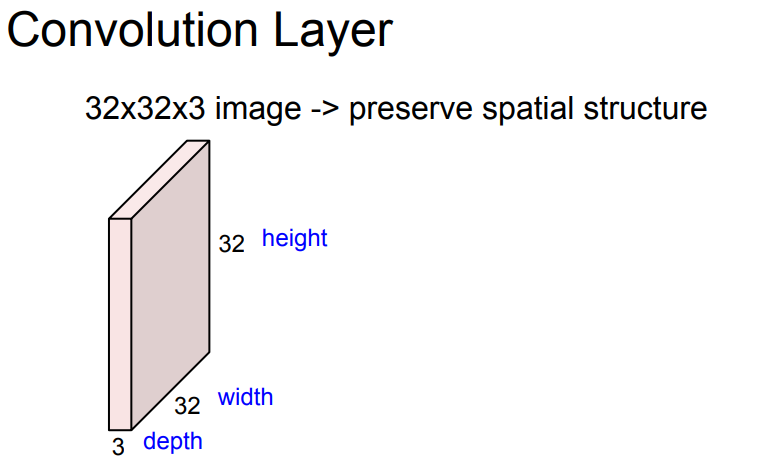 Convolution Layer
32x32x3 image -> preserve spatial structure
32 height
32 width
3 depth